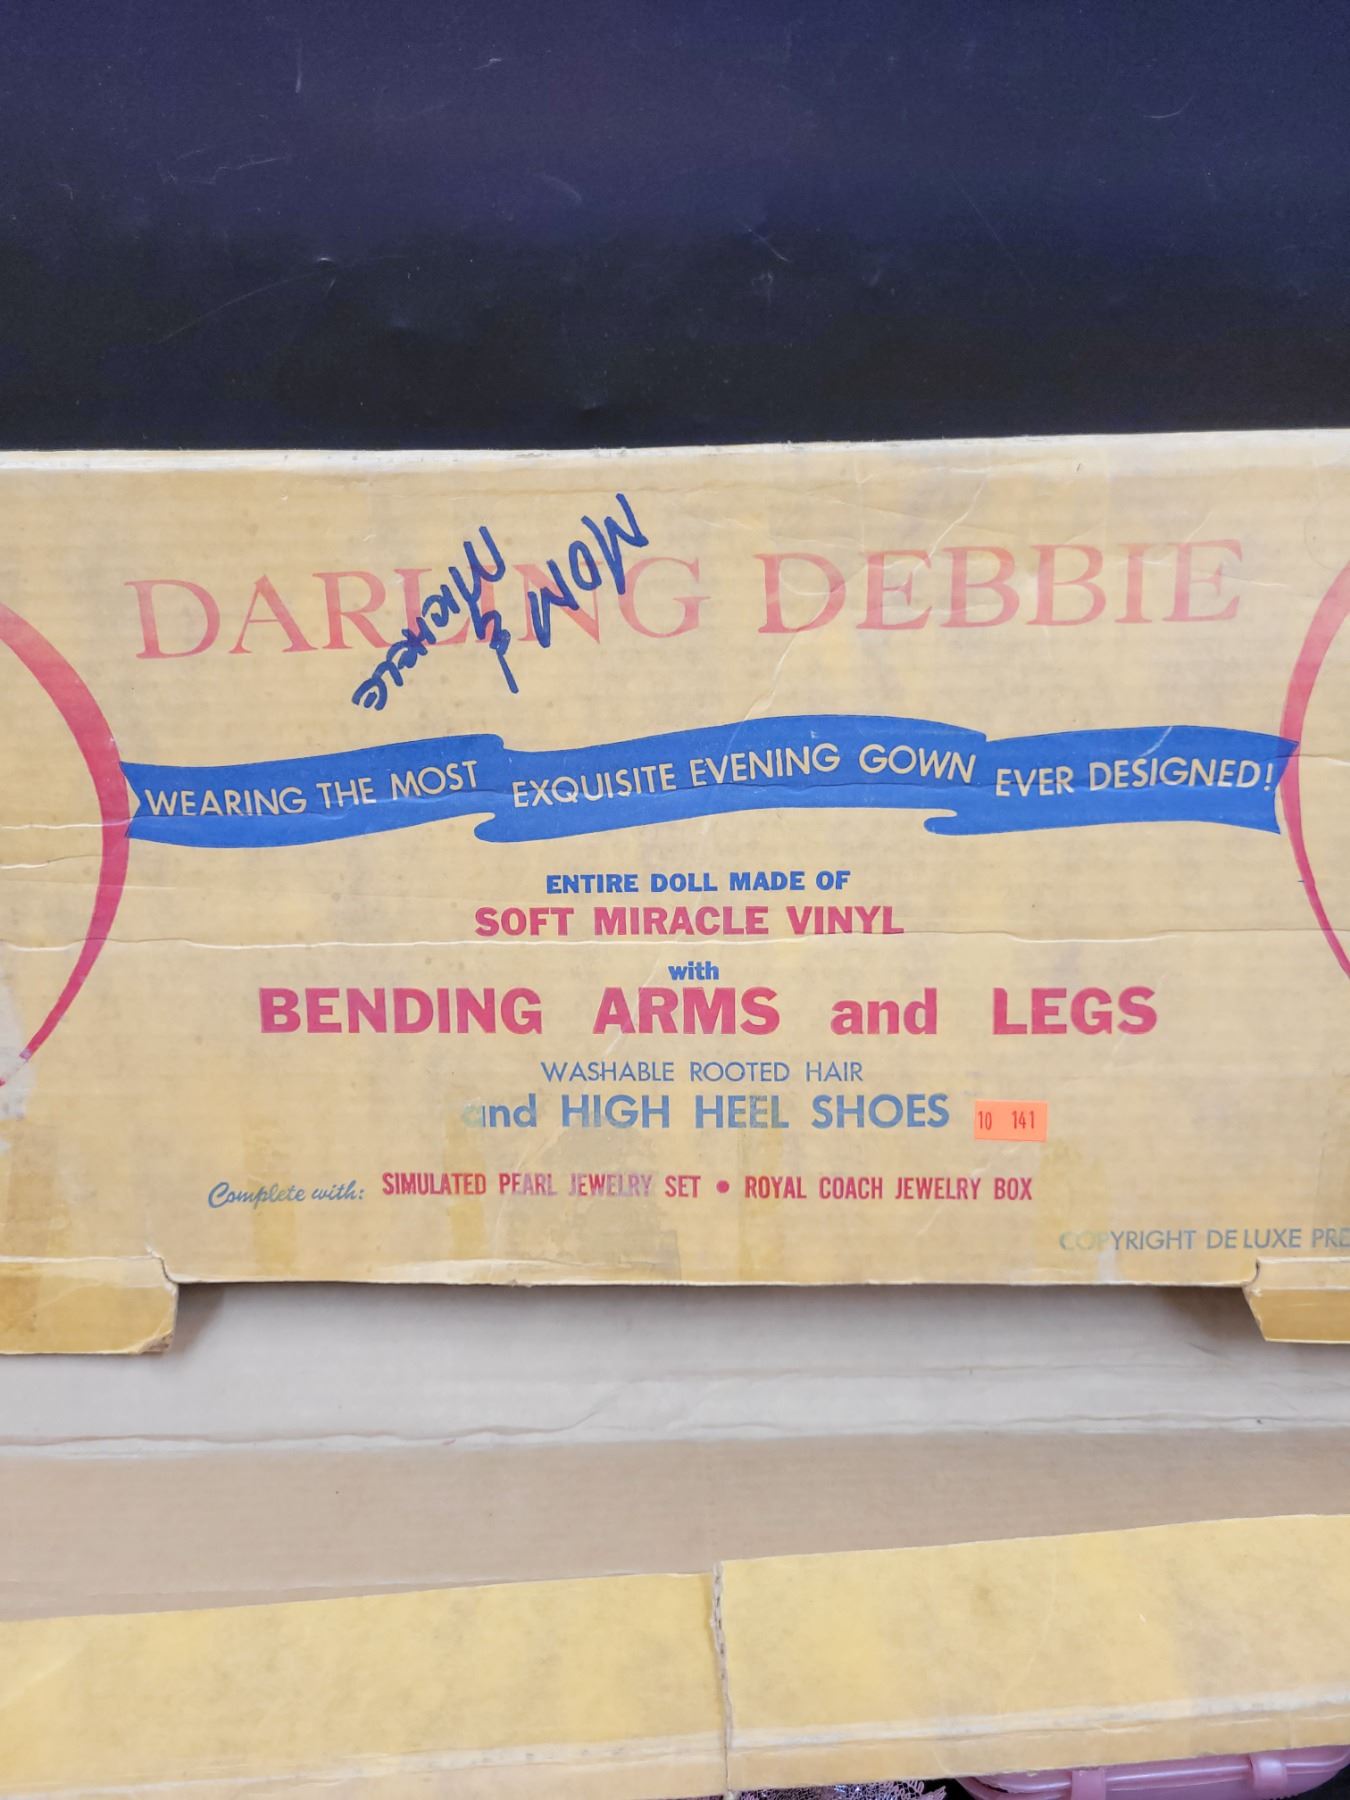 MOM
&
MICHELE
DARLING DEBBIE
WEARING THE MOST EXQUISITE EVENING GOWN EVER DESIGNED!
ENTIRE DOLL MADE OF
SOFT MIRACLE VINYL
with
BENDING ARMS and LEGS
WASHABLE ROOTED HAIR
and HIGH HEEL SHOES
10 141
Complete with: SIMULATED PEARL JEWELRY SET • ROYAL COACH JEWELRY BOX
COPYRIGHT DE LUXE PRE